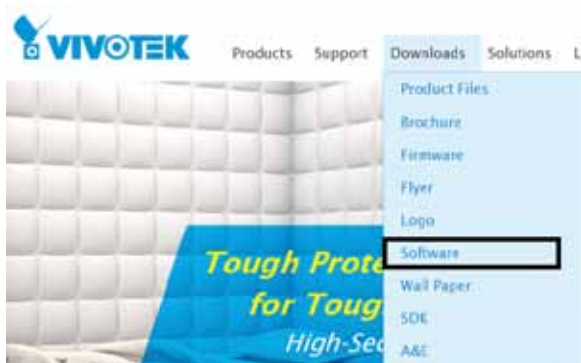 VIVOTEK
Products Support Downloads Solutions L
Product Files
Brochure
Firmware
Flyer
Logo
Software
Wall Paper
SDK
A&E
Tough Prote
for Toug
High-Sec